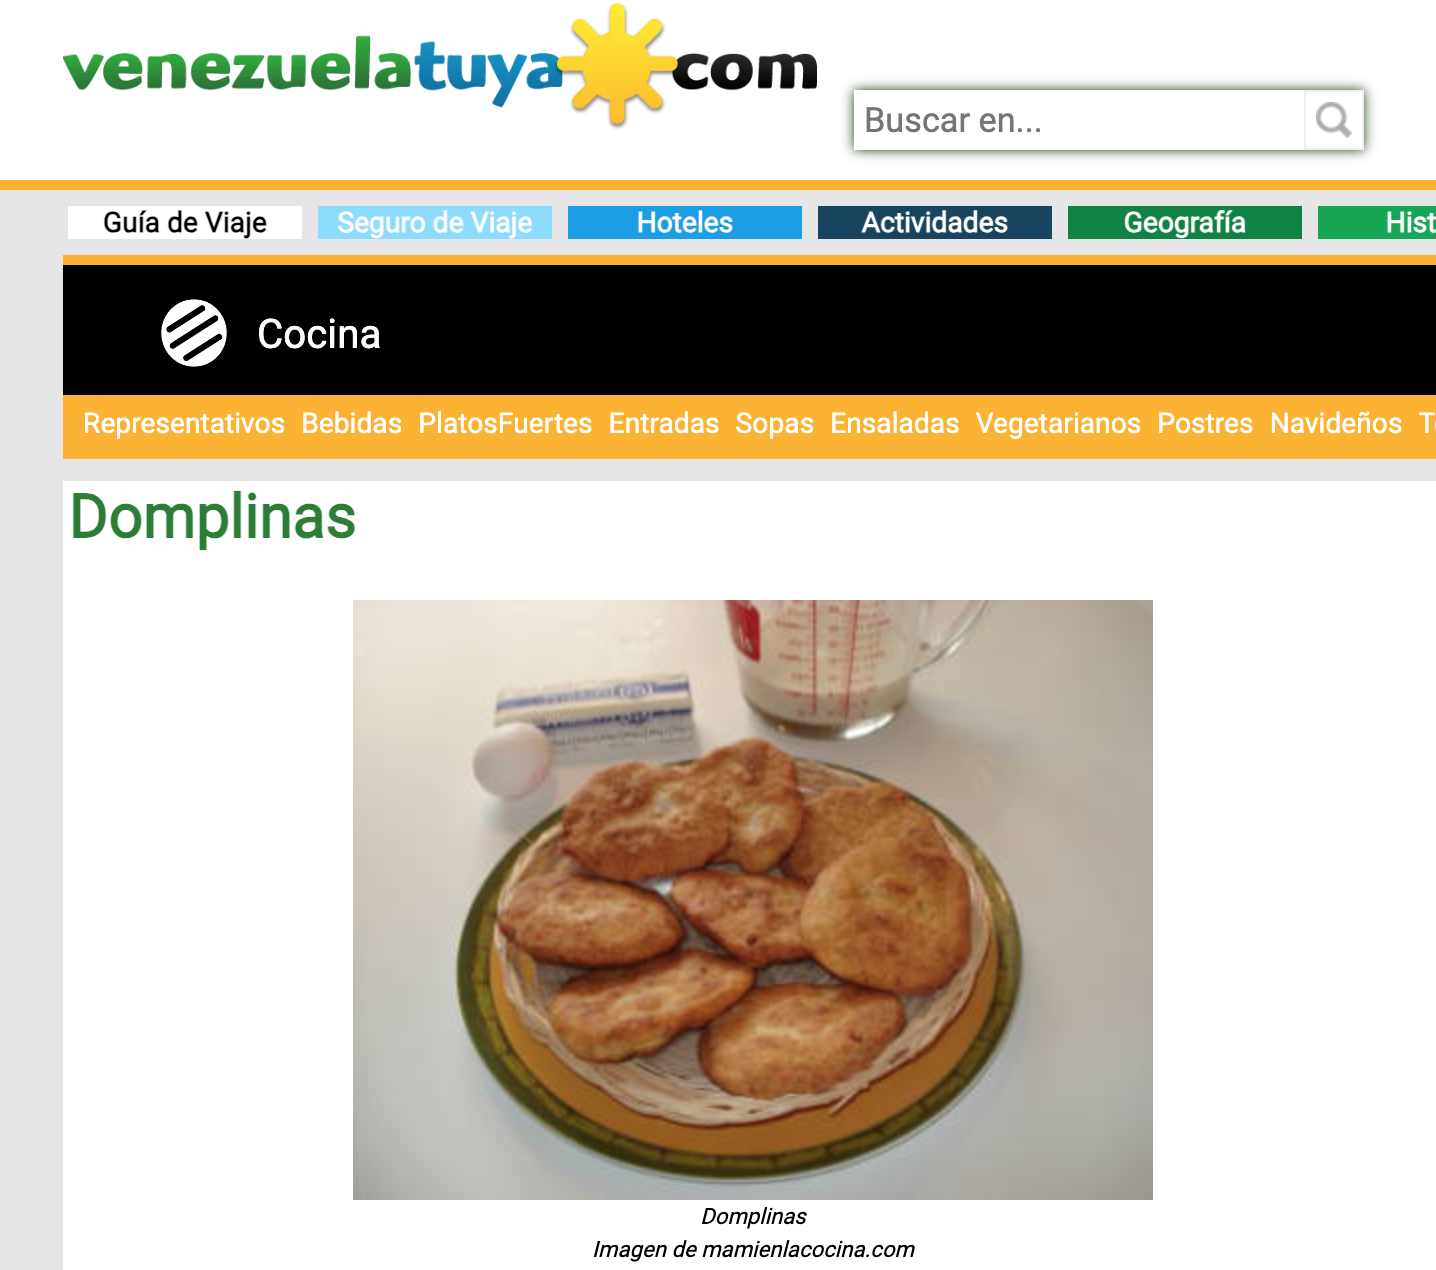 venezuelatuya.com
Buscar en...
Guía de Viaje Seguro de Viaje Hoteles Actividades Geografía Hist
Cocina
Representativos Bebidas PlatosFuertes Entradas Sopas Ensaladas Vegetarianos Postres Navideños T
Domplinas
Domplinas
Imagen de mamienlacocina.com